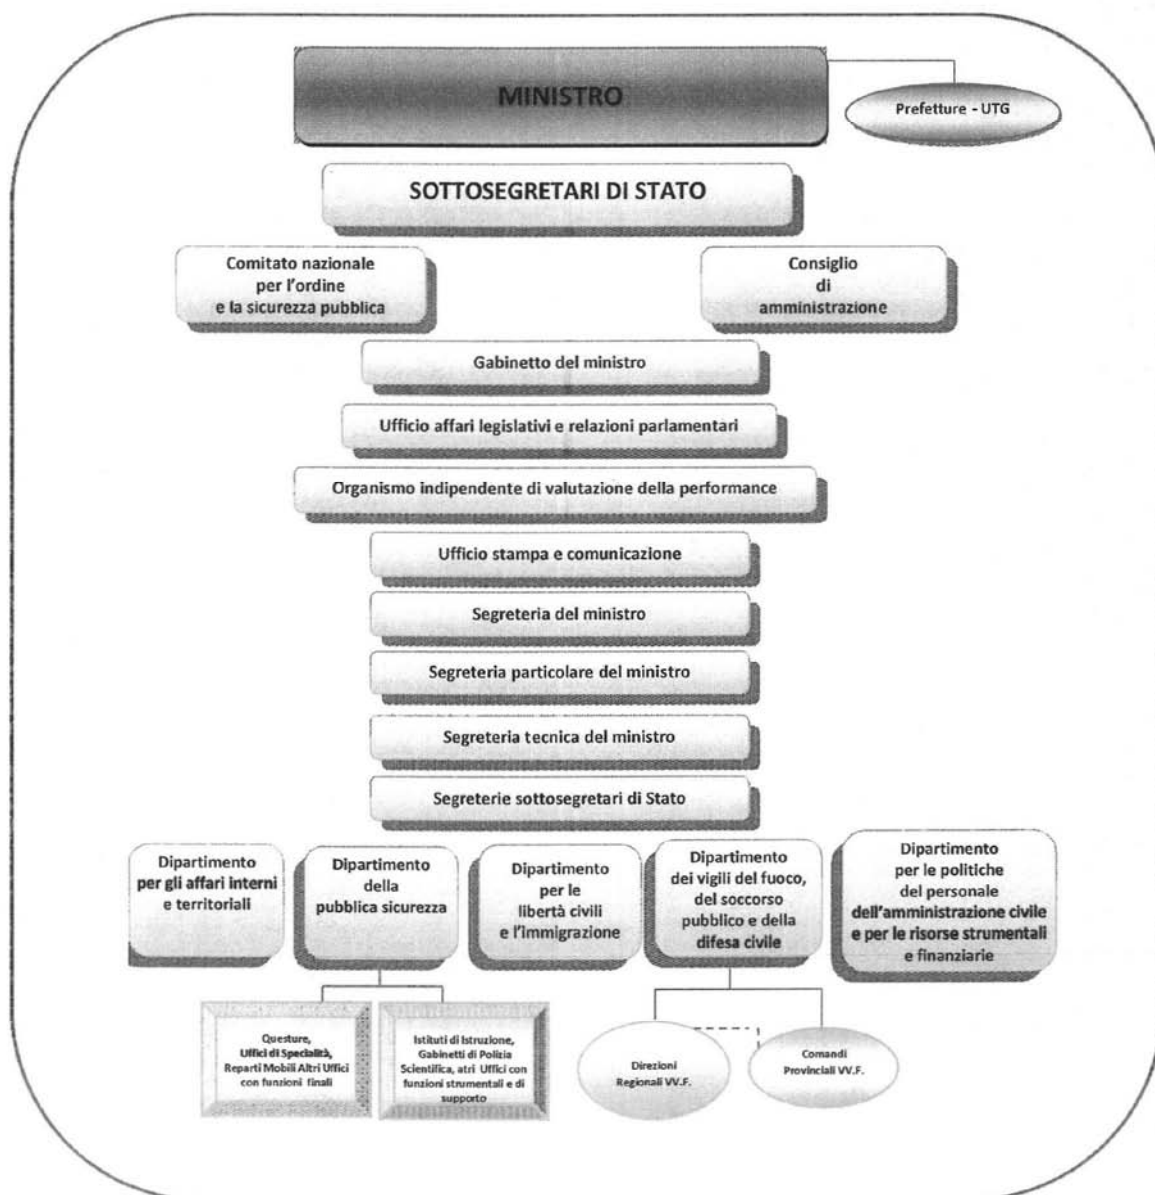 MINISTRO
Prefetture - UTG
SOTTOSEGRETARI DI STATO
Comitato nazionale
per l'ordine
e la sicurezza pubblica
Consiglio
di
amministrazione
Gabinetto del ministro
Ufficio affari legislativi e relazioni parlamentari
Organismo indipendente di valutazione della performance
Ufficio stampa e comunicazione
Segreteria del ministro
Segreteria particolare del ministro
Segreteria tecnica del ministro
Segreterie sottosegretari di Stato
Dipartimento
per gli affari interni
e territoriali
Dipartimento
della
pubblica sicurezza
Dipartimento
per le
libertà civili
e l'immigrazione
Dipartimento
dei vigili del fuoco,
del soccorso
pubblico e della
difesa civile
Dipartimento
per le politiche
del personale
dell'amministrazione civile
e per le risorse strumentali
e finanziarie
Questure,
Uffici di Specialità,
Reparti Mobili Altri Uffici
con funzioni finali
Istituti di Istruzione,
Gabinetti di Polizia
Scientifica, atri Uffici con
funzioni strumentali e di
supporto
Direzioni
Regionali VV.F.
Comandi
Provinciali VV.F.